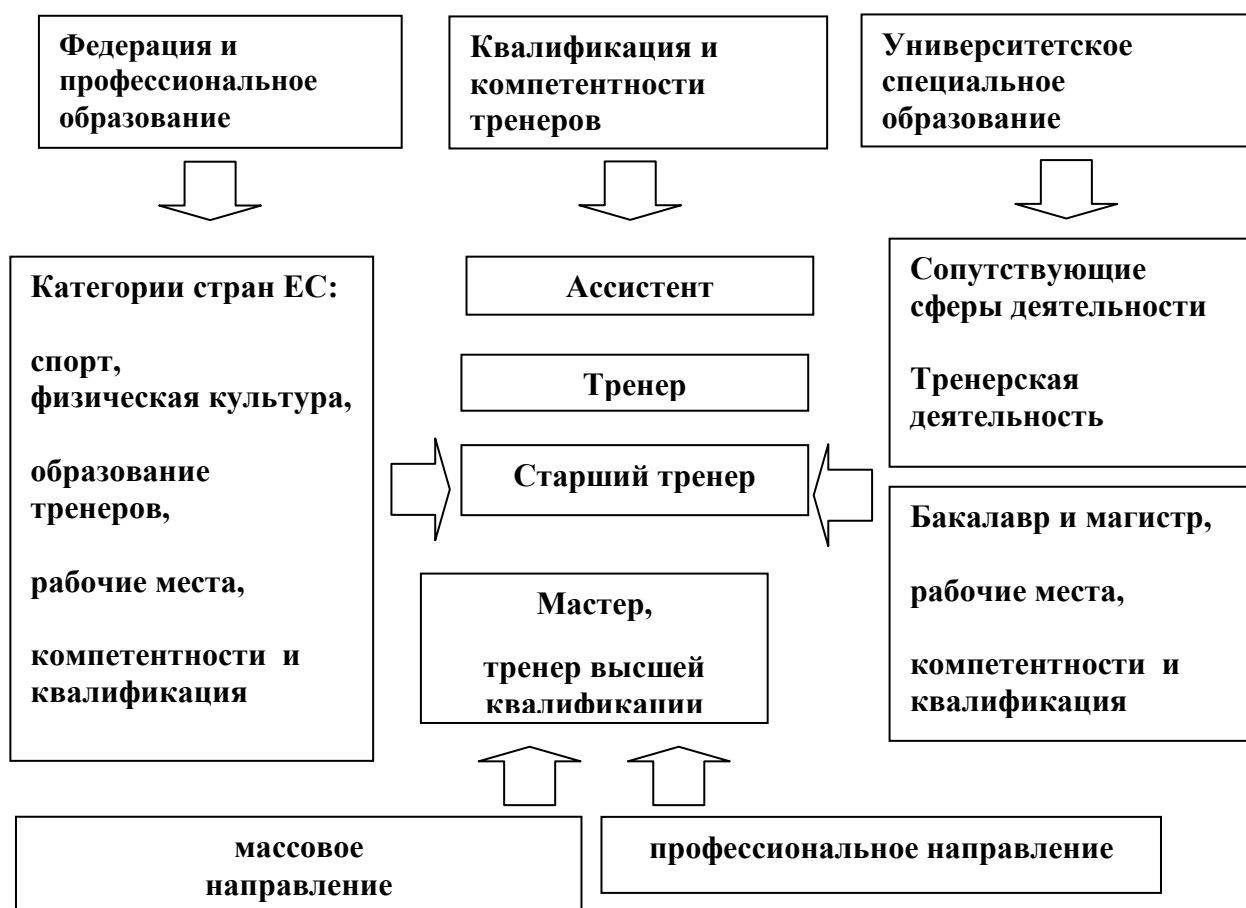 Федерация и
профессиональное
образование
Квалификация и
компетентности
тренеров
Университетское
специальное
образование
Категории стран ЕС:
спорт,
физическая культура,
образование
тренеров,
рабочие места,
компетентности и
квалификация
Ассистент
Тренер
Старший тренер
Мастер,
тренер высшей
квалификации
Сопутствующие
сферы деятельности
Тренерская
деятельность
Бакалавр и магистр,
рабочие места,
компетентности и
квалификация
массовое
направление
профессиональное направление